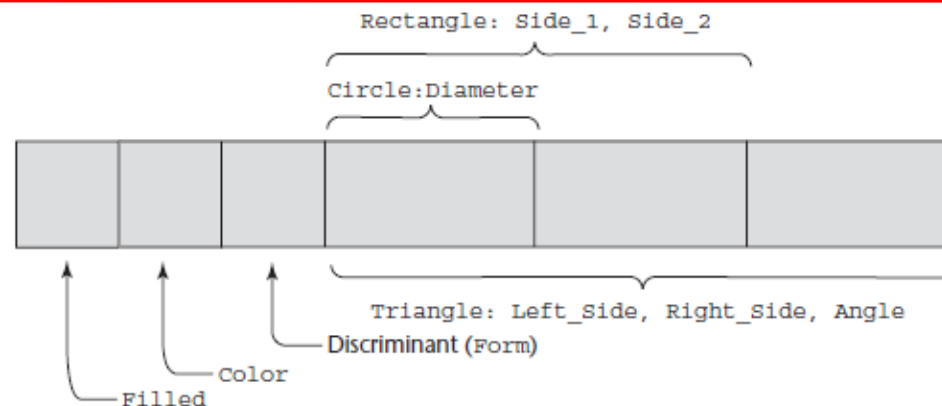 Rectangle: Side_1, Side_2
Circle:Diameter
Triangle: Left_Side, Right_Side, Angle
Discriminant (Form)
Color
Filled